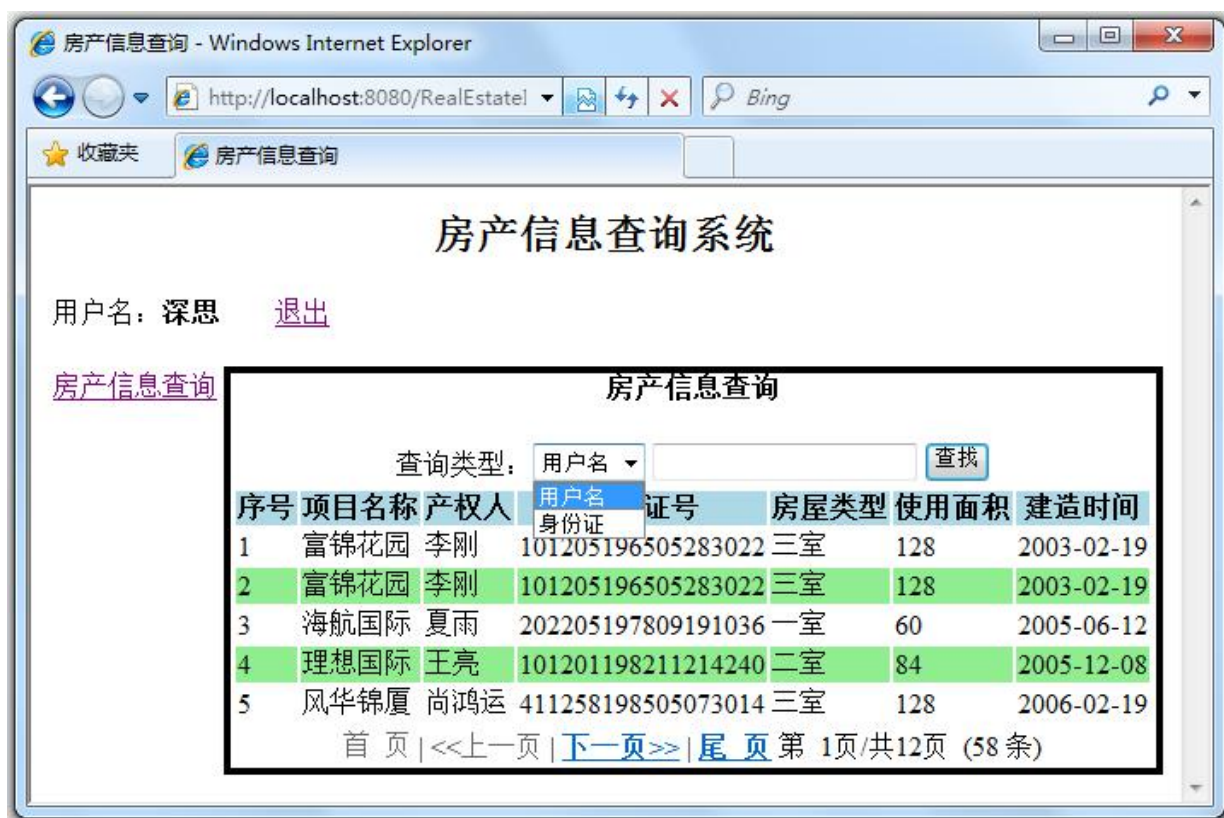 房产信息查询 - Windows Internet Explorer
http://localhost:8080/RealEstate Bing
收藏夹 房产信息查询
房产信息查询系统
用户名：深思 退出
房产信息查询
房产信息查询
查询类型： 用户名 查找
用户名
身份证
序号 项目名称 产权人 证号 房屋类型 使用面积 建造时间
1 富锦花园 李刚 101205196505283022 三室 128 2003-02-19
2 富锦花园 李刚 101205196505283022 三室 128 2003-02-19
3 海航国际 夏雨 202205197809191036 一室 60 2005-06-12
4 理想国际 王亮 101201198211214240 二室 84 2005-12-08
5 风华锦厦 尚鸿运 411258198505073014 三室 128 2006-02-19
首 页 | <<上一页 | 下一页>> | 尾 页 第 1页/共12页 (58 条)